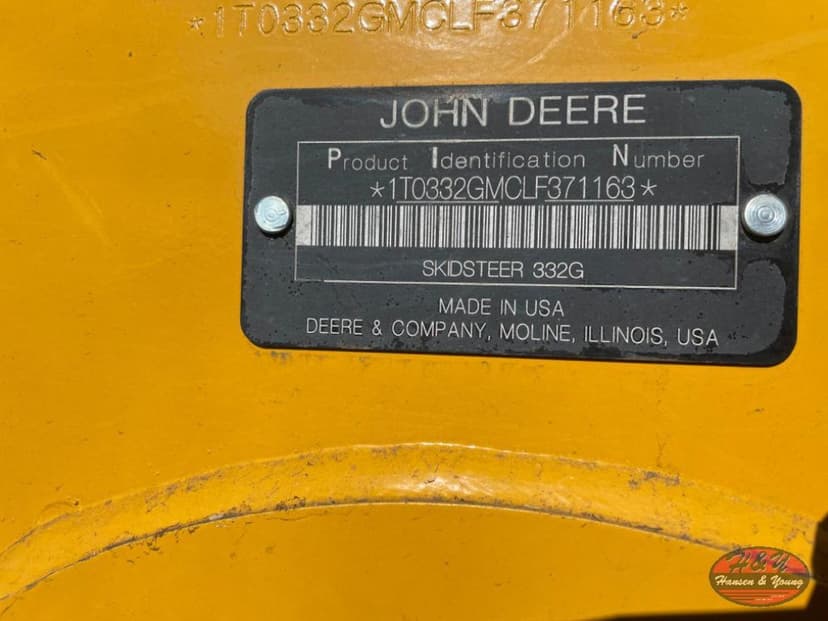 *1T0332GMCLF371163*
JOHN DEERE
Product Identification Number
*1T0332GMCLF371163*
SKIDSTEER 332G
MADE IN USA
DEERE & COMPANY, MOLINE, ILLINOIS, USA
H & Y
Hansen & Young